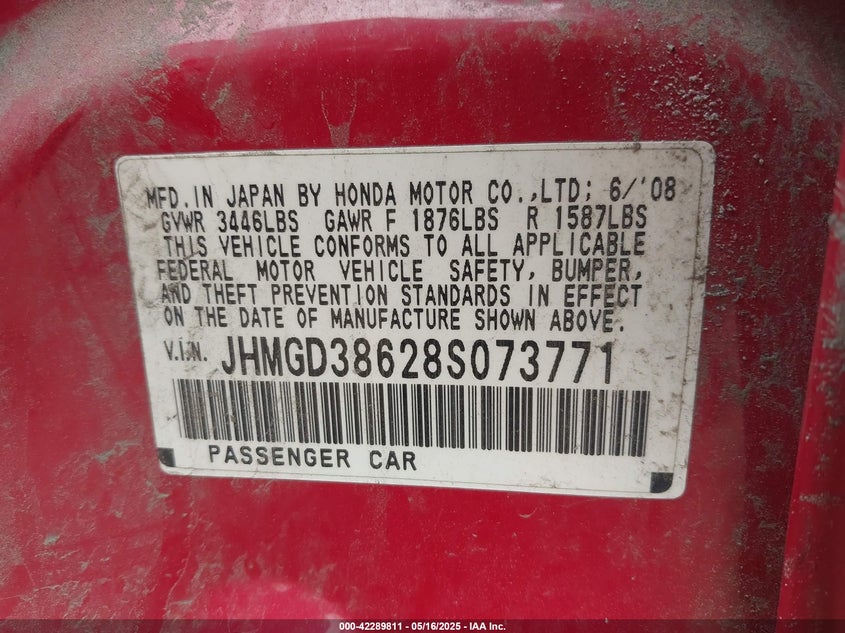 MFD.IN JAPAN BY HONDA MOTOR CO.,LTD; 6/'08
GVWR 3446LBS GAWR F 1876LBS R 1587LBS
THIS VEHICLE CONFORMS TO ALL APPLICABLE
FEDERAL MOTOR VEHICLE SAFETY, BUMPER,
AND THEFT PREVENTION STANDARDS IN EFFECT
ON THE DATE OF MANUFACTURE SHOWN ABOVE.
V.I.N. JHMGD38628S073771
PASSENGER CAR
000-42289811 - 05/16/2025 - IAA Inc.